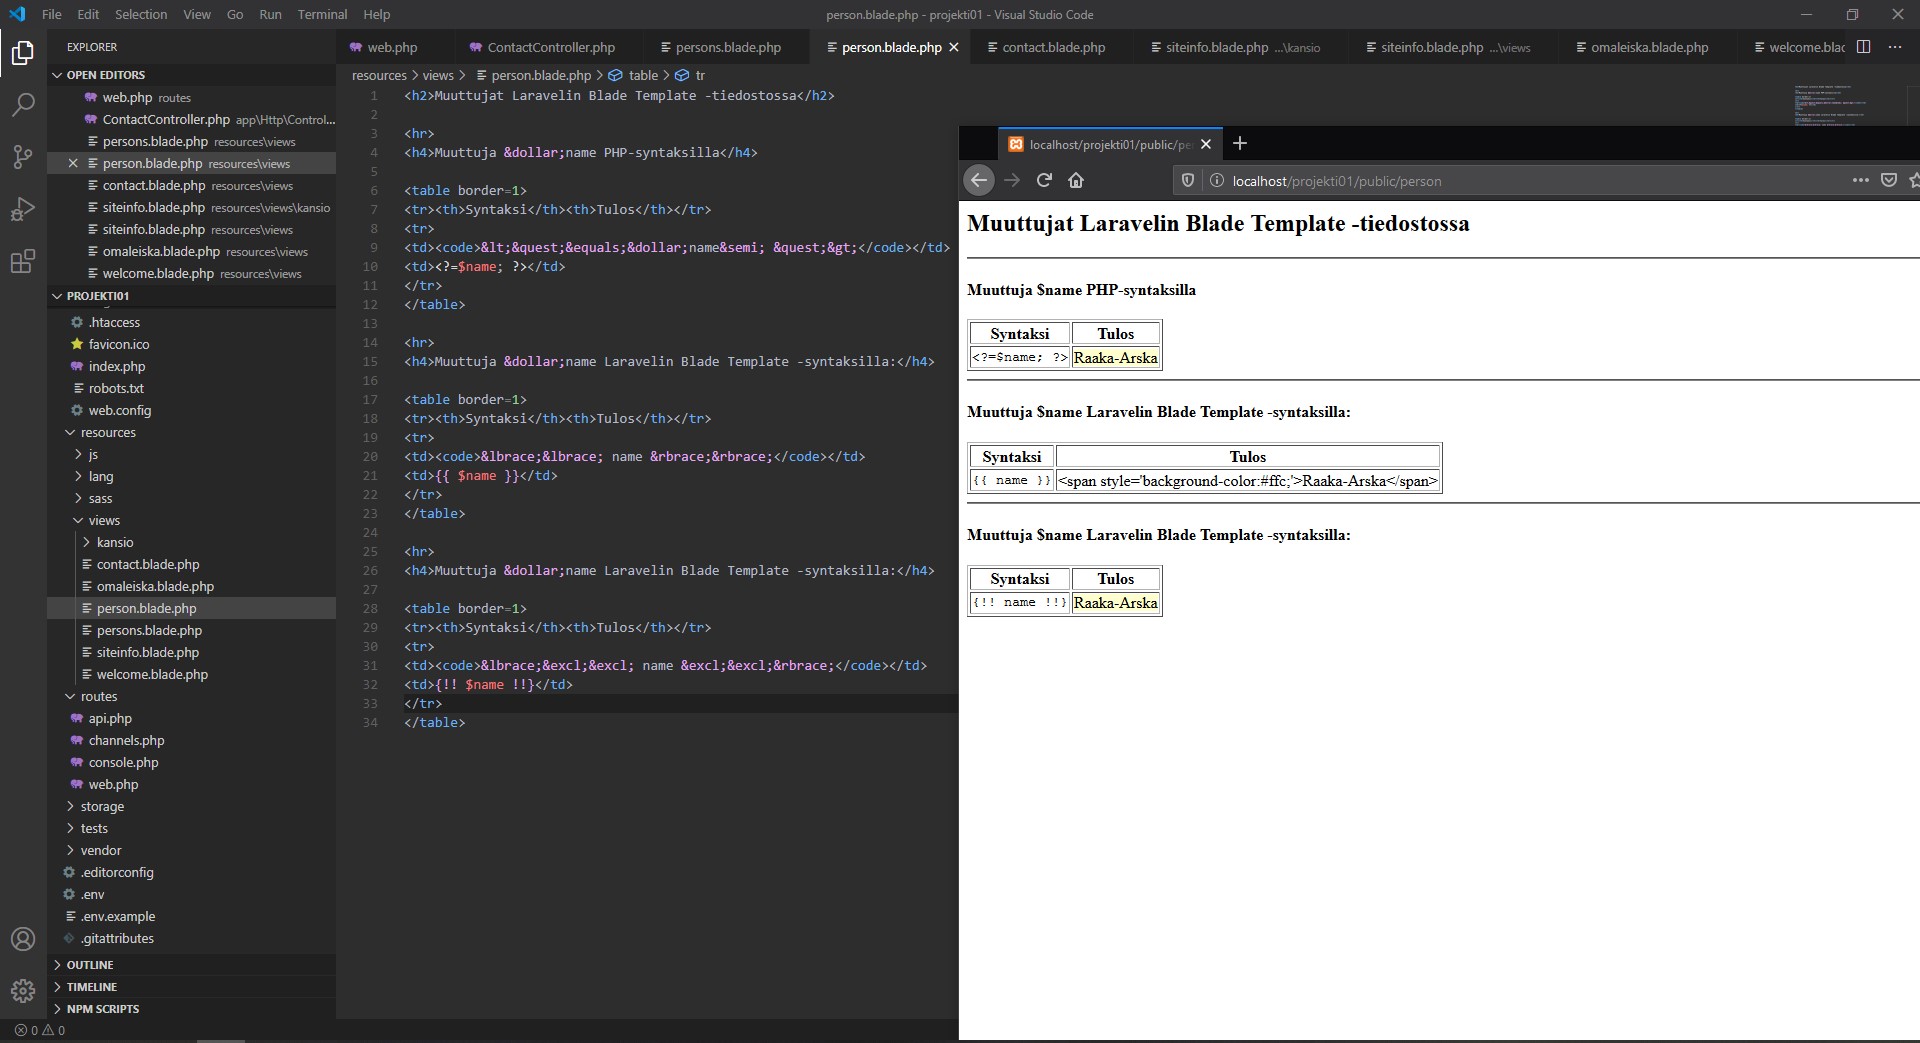 File Edit Selection View Go Run Terminal Help
person.blade.php - projekti01 - Visual Studio Code
EXPLORER
OPEN EDITORS
web.php routes
ContactController.php app\Http\Control...
persons.blade.php resources\views
person.blade.php resources\views
contact.blade.php resources\views
siteinfo.blade.php resources\views\kansio
siteinfo.blade.php resources\views
omaleiska.blade.php resources\views
welcome.blade.php resources\views
PROJEKTI01
.htaccess
favicon.ico
index.php
robots.txt
web.config
resources
js
lang
sass
views
kansio
contact.blade.php
omaleiska.blade.php
person.blade.php
persons.blade.php
siteinfo.blade.php
welcome.blade.php
routes
api.php
channels.php
console.php
web.php
storage
tests
vendor
.editorconfig
.env
.env.example
.gitattributes
OUTLINE
TIMELINE
NPM SCRIPTS
0 0
web.php ContactController.php persons.blade.php person.blade.php contact.blade.php siteinfo.blade.php ...\kansio siteinfo.blade.php ...\views omaleiska.blade.php welcome.blac
resources > views > person.blade.php > table > tr
1 <h2>Muuttujat Laravelin Blade Template -tiedostossa</h2>
2
3 <hr>
4 <h4>Muuttuja &dollar;name PHP-syntaksilla</h4>
5
6 <table border=1>
7 <tr><th>Syntaksi</th><th>Tulos</th></tr>
8 <tr>
9 <td><code>&lt;&quest;&equals;&dollar;name&semi; &quest;&gt;</code></td>
10 <td><?=$name; ?></td>
11 </tr>
12 </table>
13
14 <hr>
15 <h4>Muuttuja &dollar;name Laravelin Blade Template -syntaksilla:</h4>
16
17 <table border=1>
18 <tr><th>Syntaksi</th><th>Tulos</th></tr>
19 <tr>
20 <td><code>&lbrace;&lbrace; name &rbrace;&rbrace;</code></td>
21 <td>{{ $name }}</td>
22 </tr>
23 </table>
24
25 <hr>
26 <h4>Muuttuja &dollar;name Laravelin Blade Template -syntaksilla:</h4>
27
28 <table border=1>
29 <tr><th>Syntaksi</th><th>Tulos</th></tr>
30 <tr>
31 <td><code>&lbrace;&excl;&excl; name &excl;&excl;&rbrace;</code></td>
32 <td>{!! $name !!}</td>
33 </tr>
34 </table>
localhost/projekti01/public/pe
localhost/projekti01/public/person
Muuttujat Laravelin Blade Template -tiedostossa
Muuttuja $name PHP-syntaksilla
Syntaksi Tulos
<?=$name; ?> Raaka-Arska
Muuttuja $name Laravelin Blade Template -syntaksilla:
Syntaksi Tulos
{{ name }} <span style='background-color:#ffc;'>Raaka-Arska</span>
Muuttuja $name Laravelin Blade Template -syntaksilla:
Syntaksi Tulos
{!! name !!} Raaka-Arska